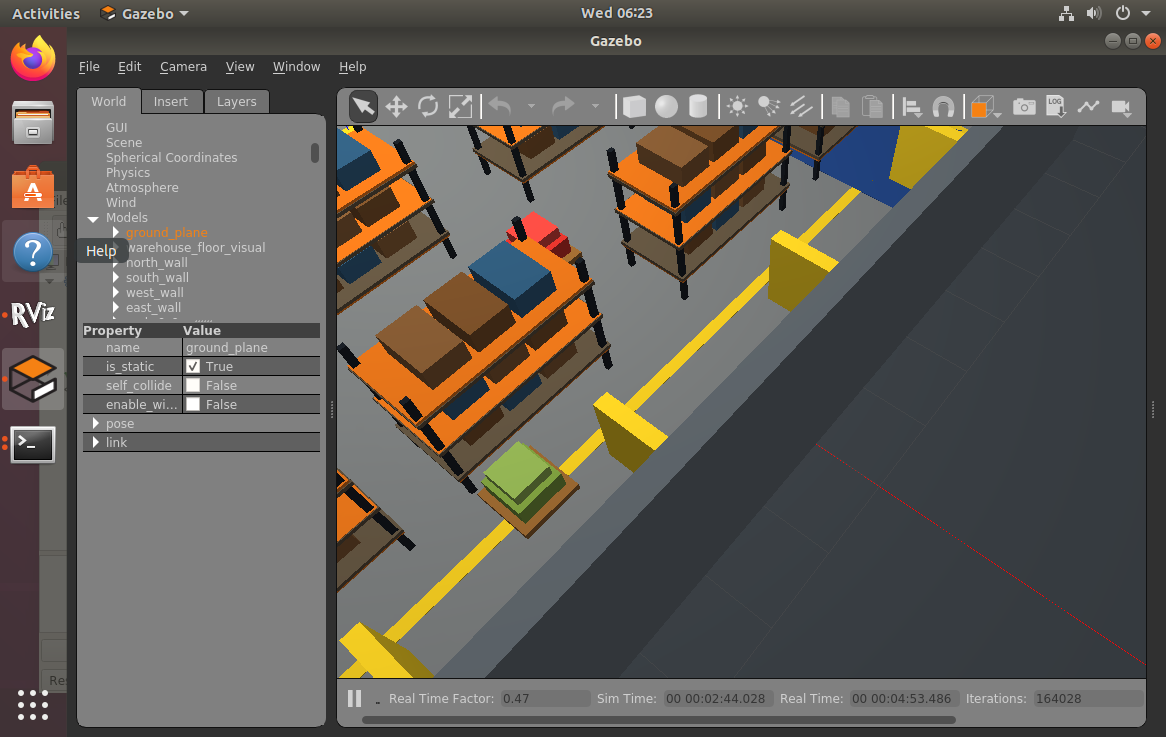 Activities Gazebo Wed 06:23
Gazebo
File Edit Camera View Window Help
World Insert Layers
LOG
GUI
Scene
Spherical Coordinates
Physics
Atmosphere
Wind
Models
ground_plane
warehouse_floor_visual
Help
north_wall
south_wall
west_wall
east_wall
RViz
Property Value
name ground_plane
is_static True
self_collide False
enable_wi... False
pose
link
Real Time Factor: 0.47 Sim Time: 00 00:02:44.028 Real Time: 00 00:04:53.486 Iterations: 164028